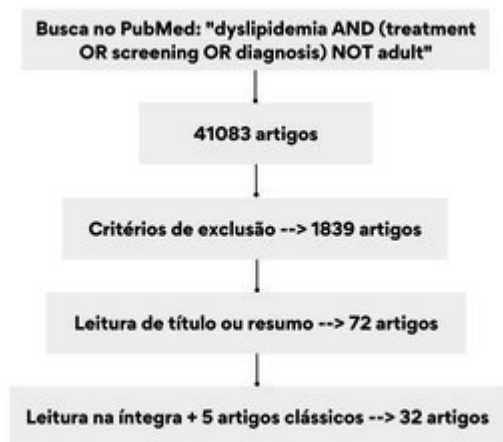 Busca no PubMed: "dyslipidemia AND (treatment
OR screening OR diagnosis) NOT adult"
41083 artigos
Critérios de exclusão --> 1839 artigos
Leitura de título ou resumo --> 72 artigos
Leitura na íntegra + 5 artigos clássicos --> 32 artigos